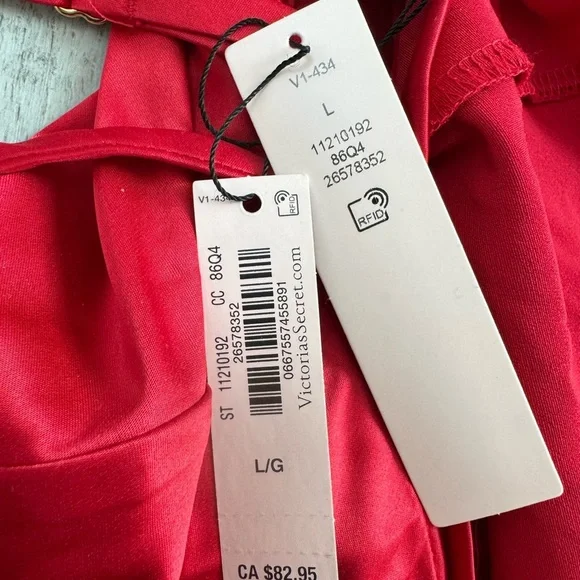 V1-434
L
11210192
86Q4
26578352
RFID
V1-434
RFID
ST 11210192 CC 86Q4
26578352
0667557455891
VictoriasSecret.com
L/G
CA $82.95